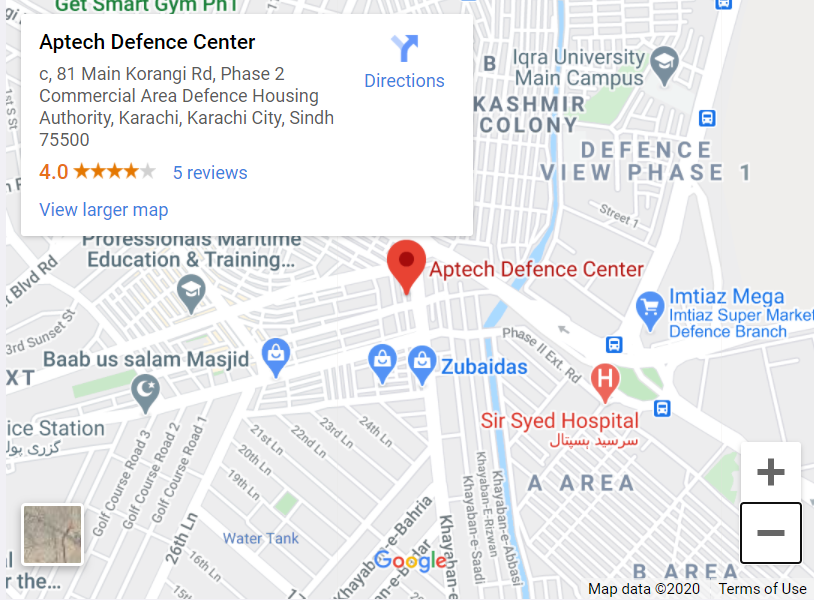 Get Smart Gym Ph1
Aptech Defence Center
c, 81 Main Korangi Rd, Phase 2
Commercial Area Defence Housing
Authority, Karachi, Karachi City, Sindh
75500
4.0
5 reviews
View larger map
Directions
B
Iqra University
Main Campus
KASHMIR
COLONY
DEFENCE
VIEW PHASE 1
Street 1
Professionals Maritime
Education & Training...
Aptech Defence Center
Imtiaz Mega
Imtiaz Super Market
Defence Branch
Blvd Rd
3rd Sunset St
Phase II Ext. Rd
Baab us salam Masjid
XT
Zubaidas
H
Sir Syed Hospital
سرسید ہسپتال
ice Station
گزری پول
21st Ln
22nd Ln
23rd Ln
24th Ln
20th Ln
19th Ln
Golf Course Road 3
Golf Course Road 2
Golf Course Road 1
26th Ln
16th Ln
15th
Water Tank
Khayaban-e-Bahria
Khayaban-e-
Khayaban-e-Saadi
Khayaban-E-Rizwan
Khayaban-e-Abbasi
A AREA
B AREA
r the...
Google
Map data ©2020
Terms of Use